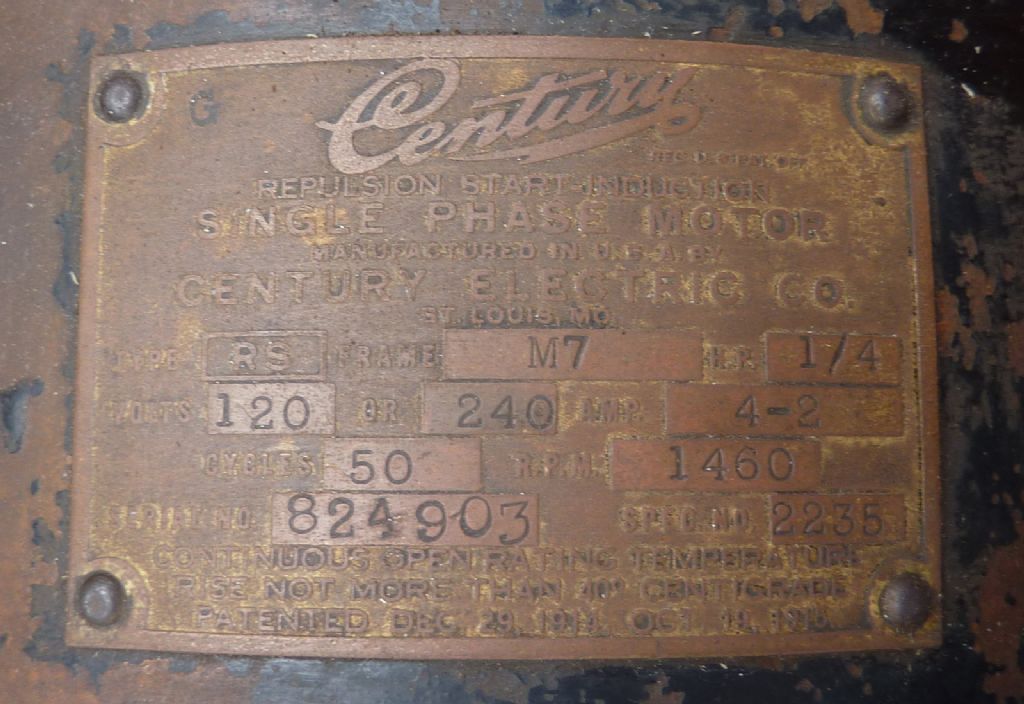 G
Century
REG. U.S. PAT. OFF.
REPULSION START-INDUCTION
SINGLE PHASE MOTOR
MANUFACTURED IN U.S.A. BY
CENTURY ELECTRIC CO.
ST. LOUIS, MO.
TYPE RS FRAME M7 H.P. 1/4
VOLTS 120 OR 240 AMP. 4-2
CYCLES 50 R.P.M. 1460
SERIAL NO. 824903 SPEC. NO. 2235
CONTINUOUS OPEN RATING TEMPERATURE
RISE NOT MORE THAN 40° CENTIGRADE
PATENTED DEC. 29, OCT.